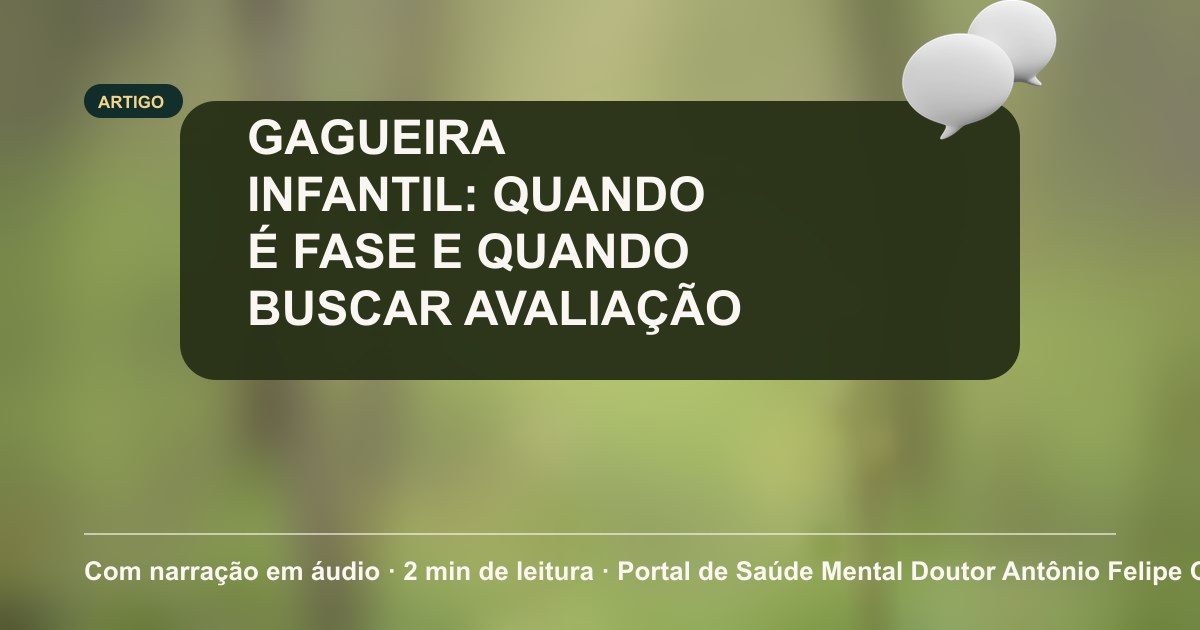 ARTIGO
GAGUEIRA
INFANTIL: QUANDO
É FASE E QUANDO
BUSCAR AVALIAÇÃO
Com narração em áudio · 2 min de leitura · Portal de Saúde Mental Doutor Antônio Felipe